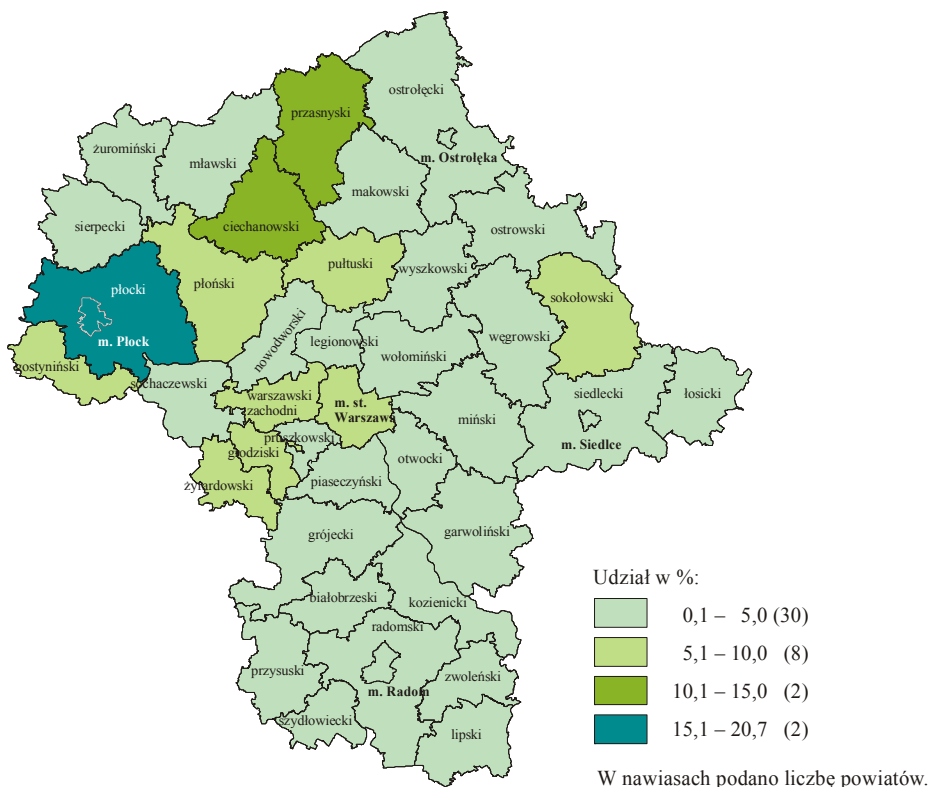 ostrołęcki
przasnyski
żuromiński
mławski
m. Ostrołęka
makowski
sierpecki
ciechanowski
ostrowski
płocki
płoński
pułtuski
wyszkowski
sokołowski
nowodworski
m. Płock
legionowski
wołomiński
węgrowski
gostyniński
sochaczewski
warszawski
zachodni
m. st.
Warszawa
siedlecki
łosicki
miński
pruszkowski
m. Siedlce
grodziski
otwocki
żyrardowski
piaseczyński
grójecki
garwoliński
białobrzeski
kozienicki
radomski
przysuski
zwoleński
m. Radom
szydłowiecki
lipski
Udział w %:
0,1 – 5,0 (30)
5,1 – 10,0 (8)
10,1 – 15,0 (2)
15,1 – 20,7 (2)
W nawiasach podano liczbę powiatów.